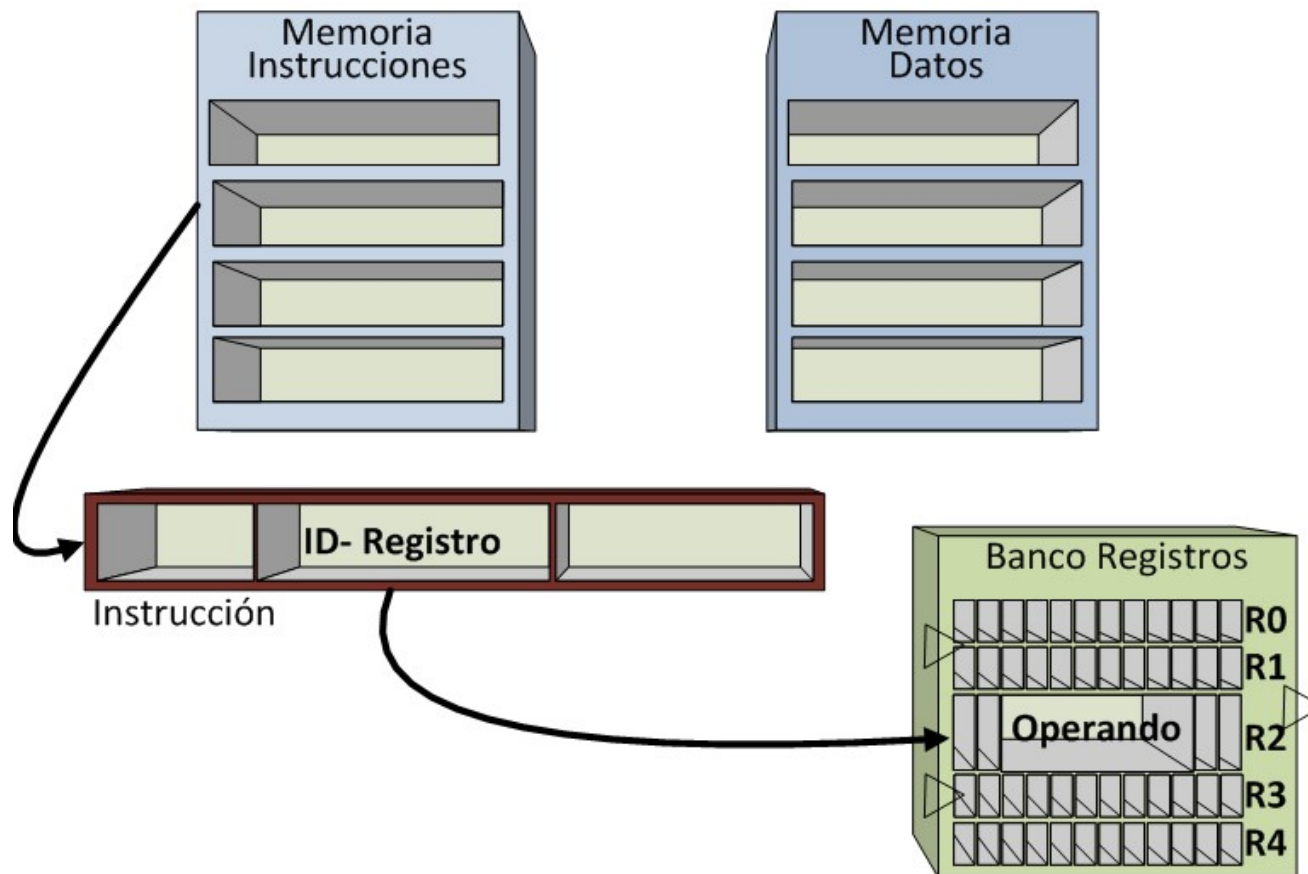 Memoria
Instrucciones
Memoria
Datos
ID- Registro
Instrucción
Banco Registros
R0
R1
Operando
R2
R3
R4